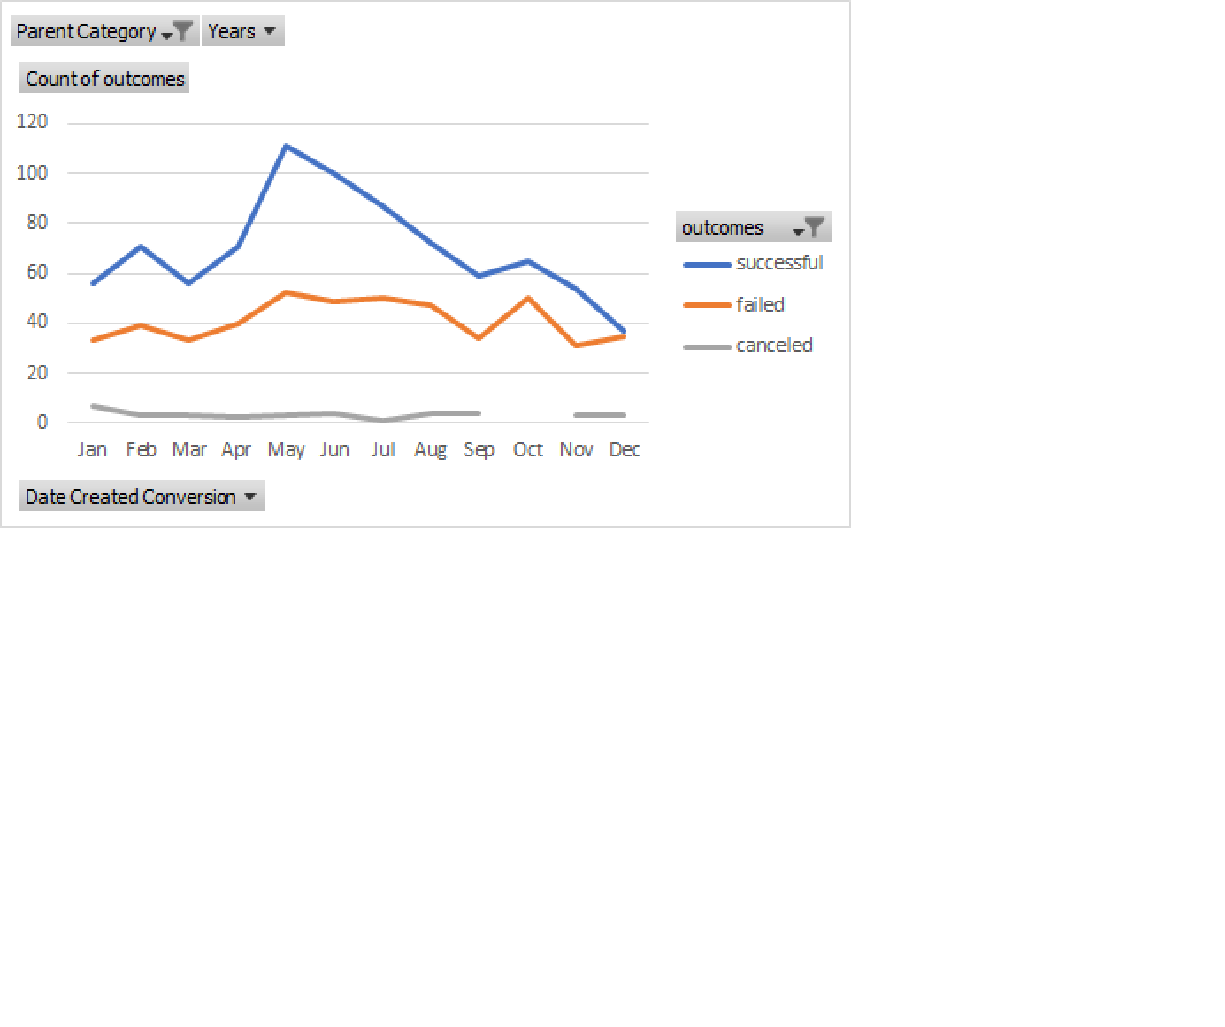 Parent Category Years
Count of outcomes
120
100
80
60
40
20
0
Jan Feb Mar Apr May Jun Jul Aug Sep Oct Nov Dec
outcomes
successful
failed
canceled
Date Created Conversion